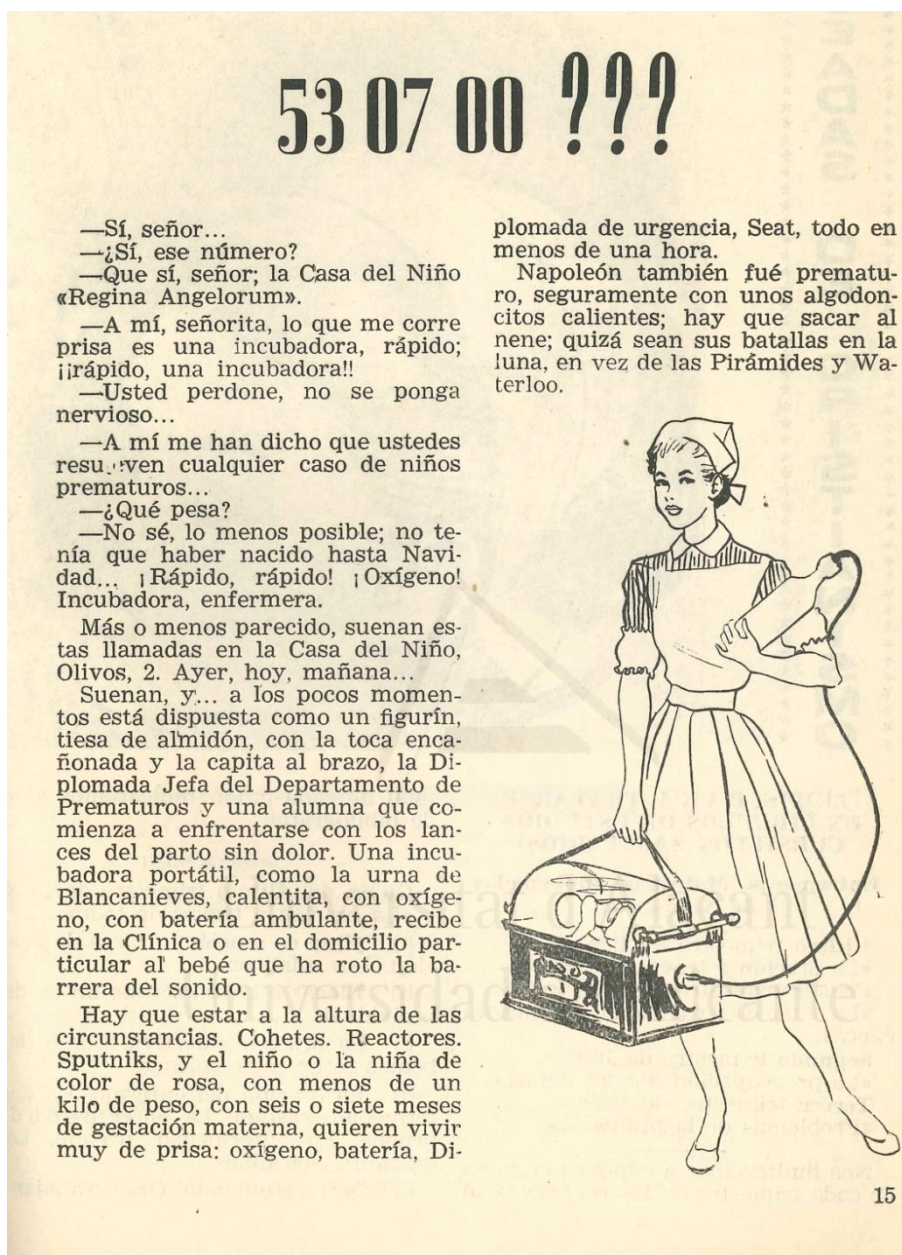 53 07 00 ???
—Sí, señor...
—¿Sí, ese número?
—Que sí, señor; la Casa del Niño
«Regina Angelorum».
—A mí, señorita, lo que me corre
prisa es una incubadora, rápido;
¡¡rápido, una incubadora!!
—Usted perdone, no se ponga
nervioso...
—A mí me han dicho que ustedes
resuelven cualquier caso de niños
prematuros...
—¿Qué pesa?
—No sé, lo menos posible; no te-
nía que haber nacido hasta Navi-
dad... ¡Rápido, rápido! ¡Oxígeno!
Incubadora, enfermera.
Más o menos parecido, suenan es-
tas llamadas en la Casa del Niño,
Olivos, 2. Ayer, hoy, mañana...
Suenan, y... a los pocos momen-
tos está dispuesta como un figurín,
tiesa de almidón, con la toca enca-
ñonada y la capita al brazo, la Di-
plomada Jefa del Departamento de
Prematuros y una alumna que co-
mienza a enfrentarse con los lan-
ces del parto sin dolor. Una incu-
badora portátil, como la urna de
Blancanieves, calentita, con oxíge-
no, con batería ambulante, recibe
en la Clínica o en el domicilio par-
ticular al bebé que ha roto la ba-
rrera del sonido.
Hay que estar a la altura de las
circunstancias. Cohetes. Reactores.
Sputniks, y el niño o la niña de
color de rosa, con menos de un
kilo de peso, con seis o siete meses
de gestación materna, quieren vivir
muy de prisa: oxígeno, batería, Di-
plomada de urgencia, Seat, todo en
menos de una hora.
Napoleón también fué prematu-
ro, seguramente con unos algodon-
citos calientes; hay que sacar al
nene; quizá sean sus batallas en la
luna, en vez de las Pirámides y Wa-
terloo.
15